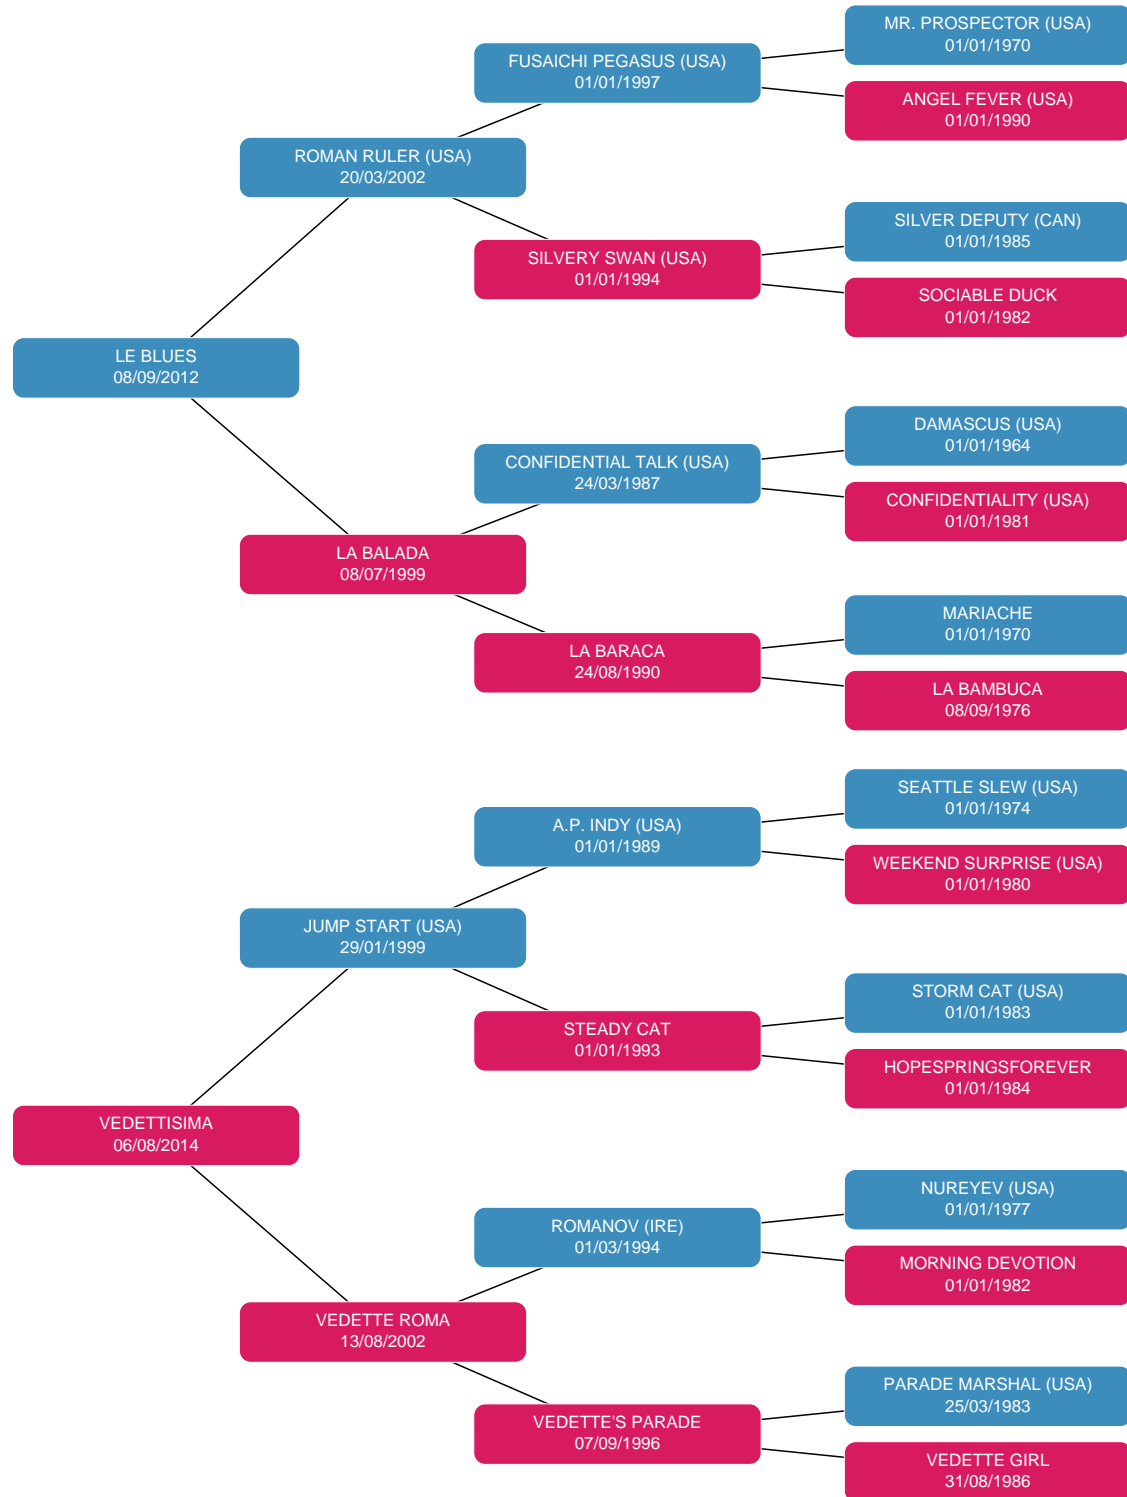 MR. PROSPECTOR (USA)
01/01/1970
FUSAICHI PEGASUS (USA)
01/01/1997
ANGEL FEVER (USA)
01/01/1990
ROMAN RULER (USA)
20/03/2002
SILVER DEPUTY (CAN)
01/01/1985
SILVERY SWAN (USA)
01/01/1994
SOCIABLE DUCK
01/01/1982
LE BLUES
08/09/2012
DAMASCUS (USA)
01/01/1964
CONFIDENTIAL TALK (USA)
24/03/1987
CONFIDENTIALITY (USA)
01/01/1981
LA BALADA
08/07/1999
MARIACHE
01/01/1970
LA BARACA
24/08/1990
LA BAMBUCA
08/09/1976
SEATTLE SLEW (USA)
01/01/1974
A.P. INDY (USA)
01/01/1989
WEEKEND SURPRISE (USA)
01/01/1980
JUMP START (USA)
29/01/1999
STORM CAT (USA)
01/01/1983
STEADY CAT
01/01/1993
HOPESPRINGSFOREVER
01/01/1984
VEDETTISIMA
06/08/2014
NUREYEV (USA)
01/01/1977
ROMANOV (IRE)
01/03/1994
MORNING DEVOTION
01/01/1982
VEDETTE ROMA
13/08/2002
PARADE MARSHAL (USA)
25/03/1983
VEDETTE'S PARADE
07/09/1996
VEDETTE GIRL
31/08/1986